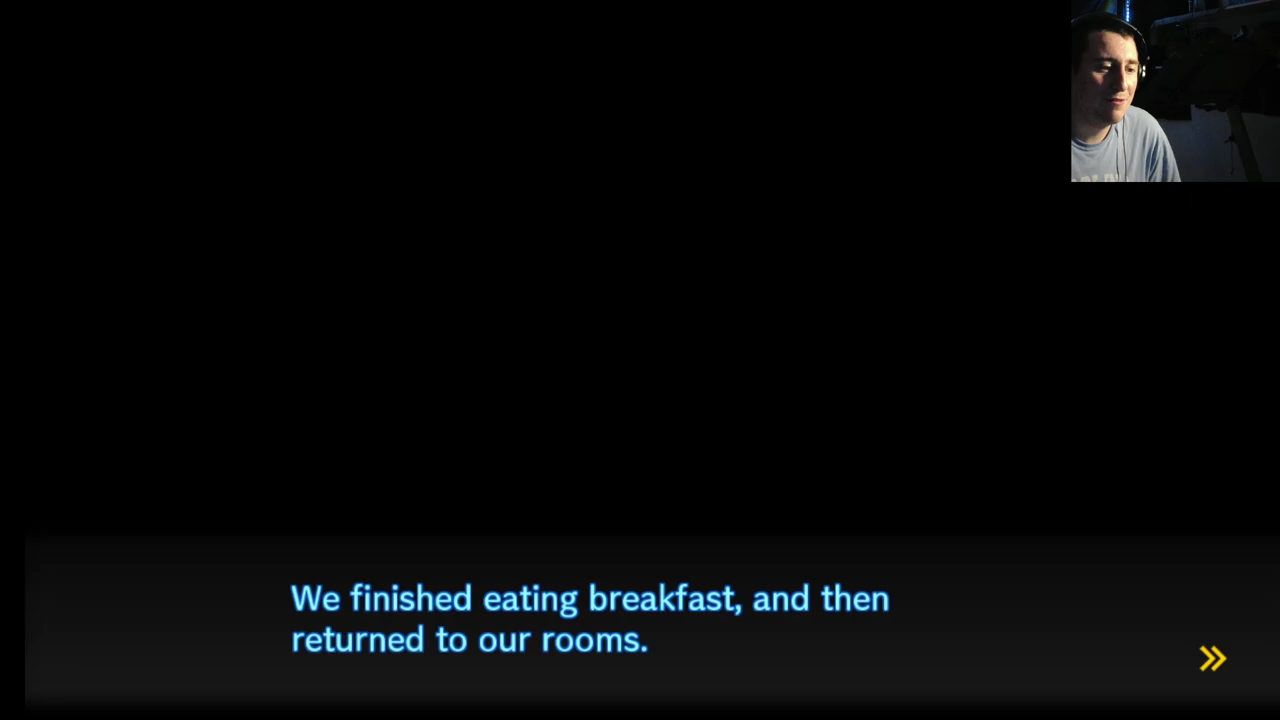 We finished eating breakfast, and then
returned to our rooms.